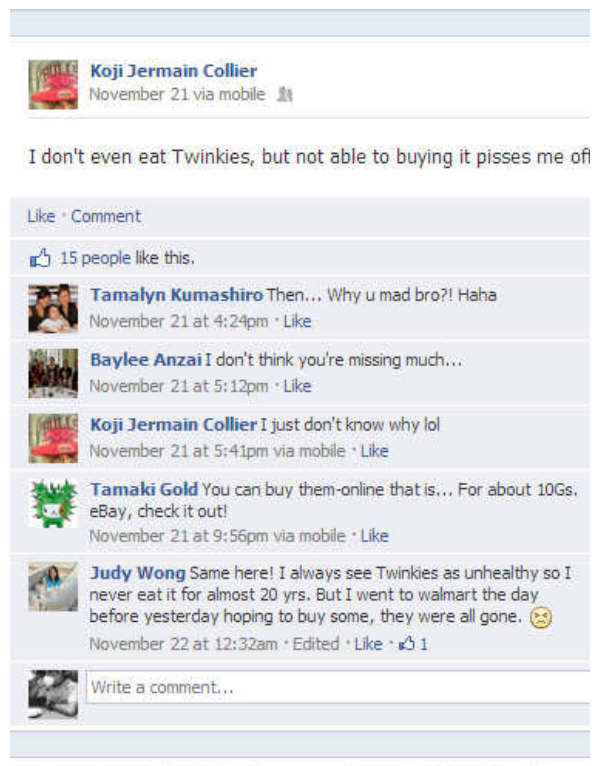 Koji Jermain Collier
November 21 via mobile
I don't even eat Twinkies, but not able to buying it pisses me off
Like · Comment
15 people like this.
Tamalyn Kumashiro Then... Why u mad bro?! Haha
November 21 at 4:24pm · Like
Baylee Anzai I don't think you're missing much...
November 21 at 5:12pm · Like
Koji Jermain Collier I just don't know why lol
November 21 at 5:41pm via mobile · Like
Tamaki Gold You can buy them-online that is... For about 10Gs.
eBay, check it out!
November 21 at 9:56pm via mobile · Like
Judy Wong Same here! I always see Twinkies as unhealthy so I
never eat it for almost 20 yrs. But I went to walmart the day
before yesterday hoping to buy some, they were all gone.
November 22 at 12:32am · Edited · Like · 1
Write a comment...